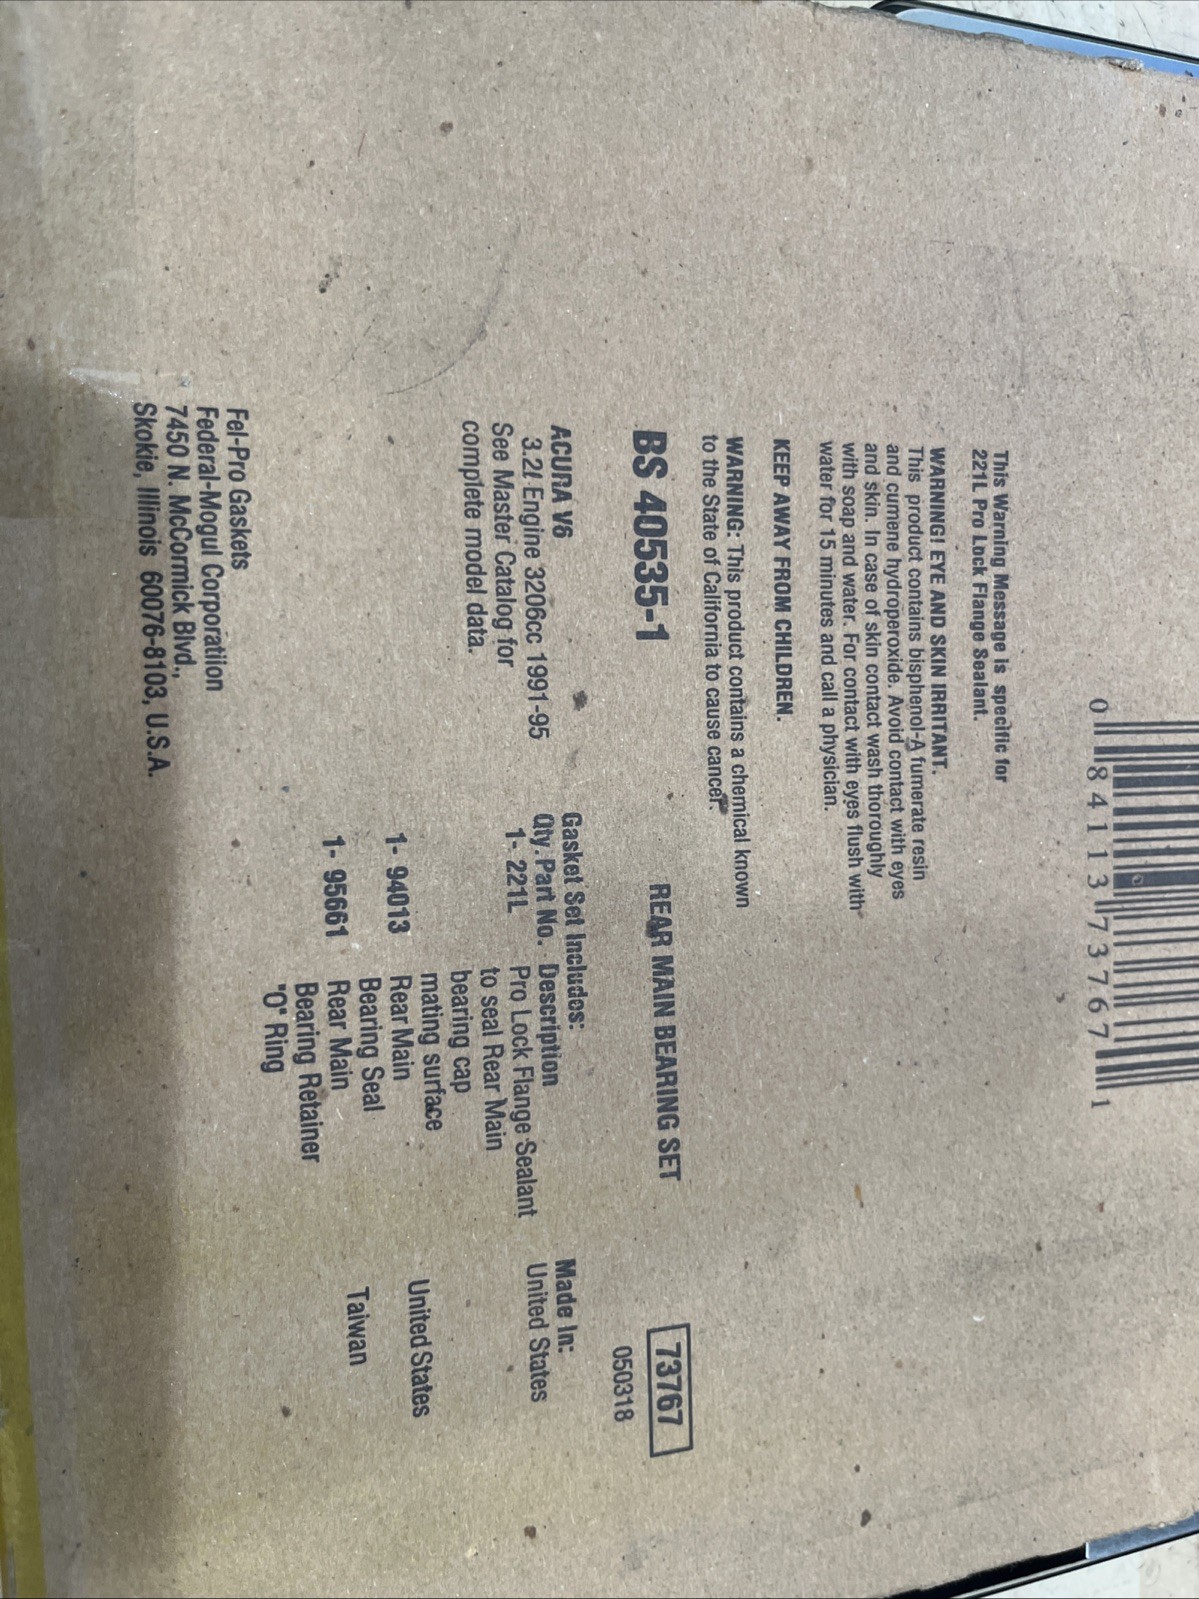 0 84113 73767 1
This Warning Message is specific for
221L Pro Lock Flange Sealant.
WARNING! EYE AND SKIN IRRITANT.
This product contains bisphenol-A fumerate resin
and cumene hydroperoxide. Avoid contact with eyes
and skin. In case of skin contact wash thoroughly
with soap and water. For contact with eyes flush with
water for 15 minutes and call a physician.
KEEP AWAY FROM CHILDREN.
WARNING: This product contains a chemical known
to the State of California to cause cancer.
BS 40535-1 REAR MAIN BEARING SET 73767
050318
ACURA V6
3.2ℓ Engine 3206cc 1991-95
See Master Catalog for
complete model data.
Gasket Set Includes: Made In:
Qty. Part No. Description
1- 221L Pro Lock Flange Sealant United States
to seal Rear Main
bearing cap
mating surface
1- 94013 Rear Main United States
Bearing Seal
1- 95661 Rear Main Taiwan
Bearing Retainer
"O" Ring
Fel-Pro Gaskets
Federal-Mogul Corporatiion
7450 N. McCormick Blvd.,
Skokie, Illinois 60076-8103, U.S.A.